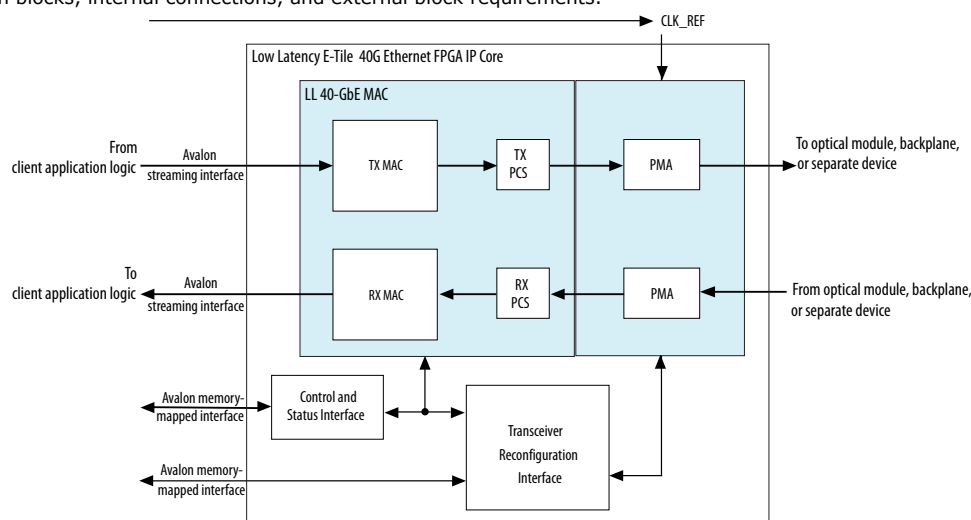 blocks, internal connections, and external block requirements.
CLK_REF
Low Latency E-Tile 40G Ethernet FPGA IP Core
LL 40-GbE MAC
From
client application logic
Avalon
streaming interface
TX MAC
TX
PCS
PMA
To optical module, backplane,
or separate device
To
client application logic
Avalon
streaming interface
RX MAC
RX
PCS
PMA
From optical module, backplane,
or separate device
Avalon memory-
mapped interface
Control and
Status Interface
Transceiver
Reconfiguration
Interface
Avalon memory-
mapped interface